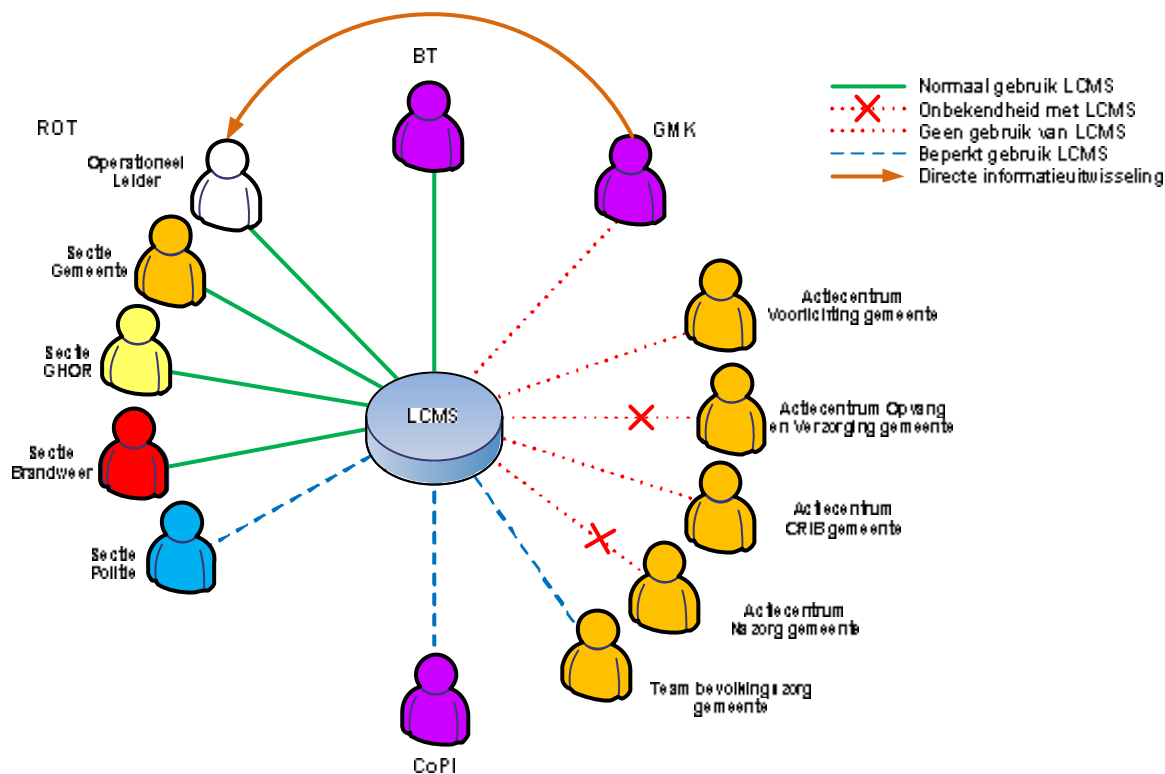 BT
Normaal gebruik LCMS
Onbekendheid met LCMS
Geen gebruik van LCMS
Beperkt gebruik LCMS
Directe informatieuitwisseling
ROT
GMK
Operationeel
Leider
Sectie
Gemeente
Actiecentrum
Voorlichting gemeente
Sectie
GHOR
LCMS
Actiecentrum Opvang
en Verzorging gemeente
Sectie
Brandweer
Actiecentrum
CRIB gemeente
Sectie
Politie
Actiecentrum
Nazorg gemeente
Team bevolkingszorg
gemeente
CoPI